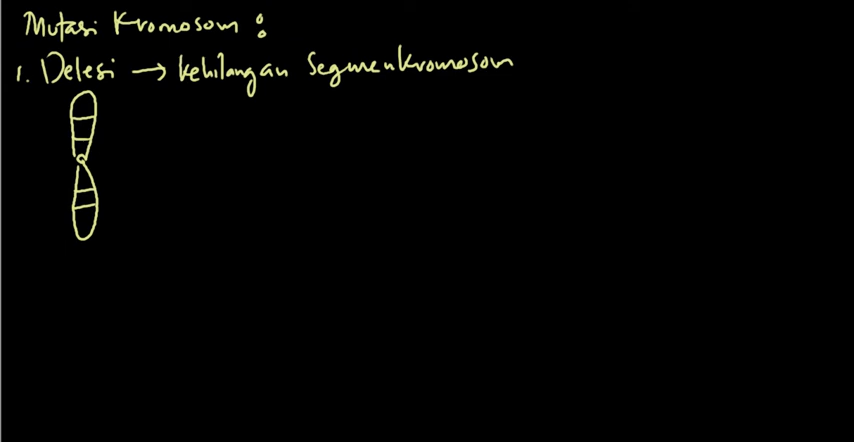 Mutasi Kromosom :
1. Delesi → kehilangan Segmen Kromosom